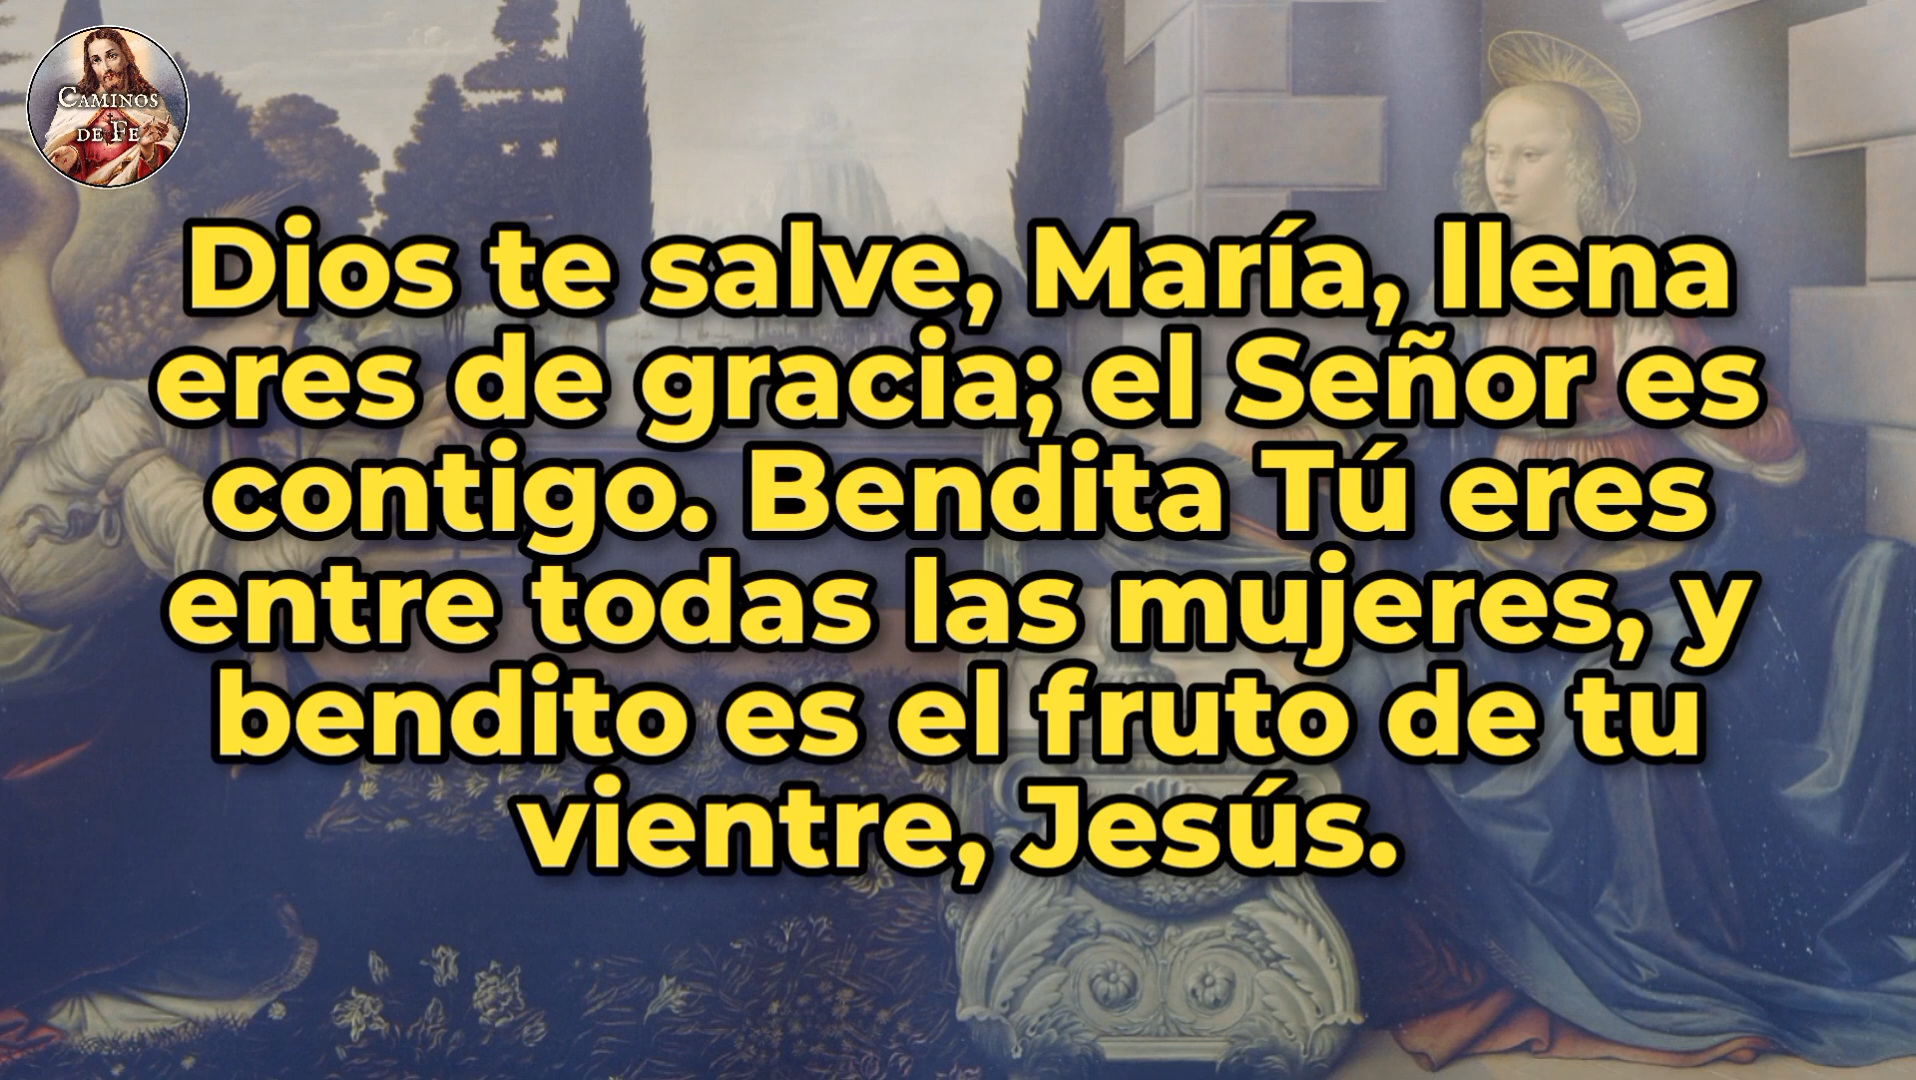 CAMINOS
DE FE
Dios te salve, María, llena
eres de gracia; el Señor es
contigo. Bendita Tú eres
entre todas las mujeres, y
bendito es el fruto de tu
vientre, Jesús.